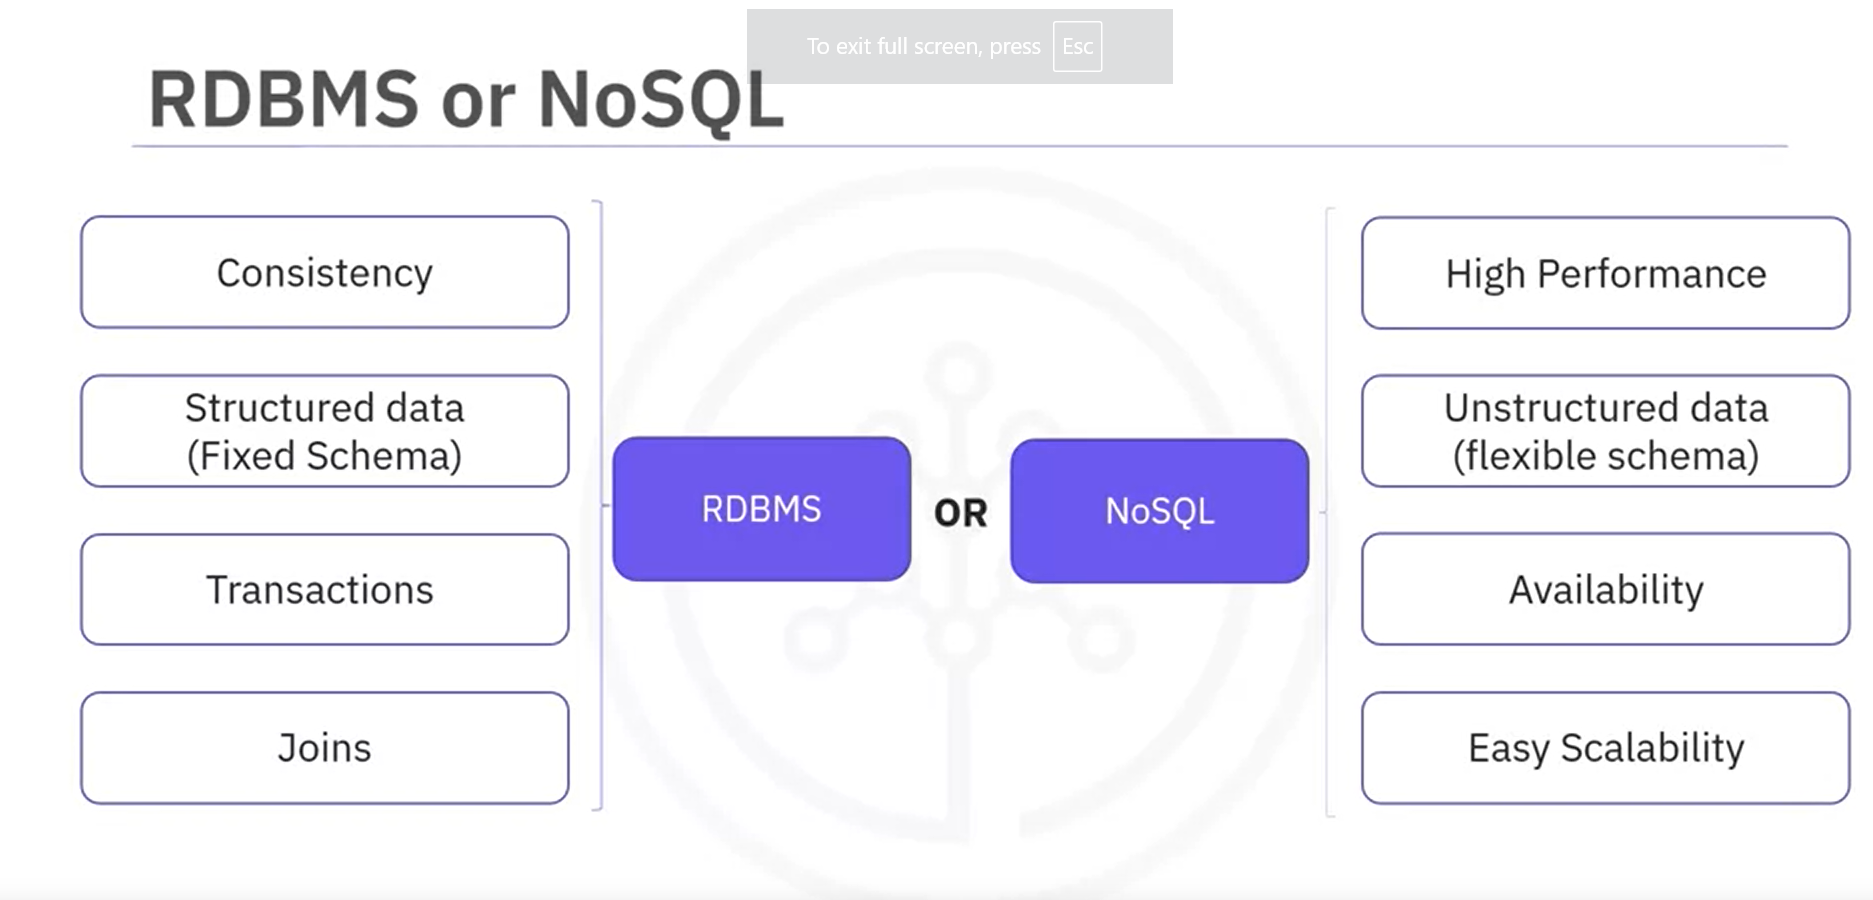 To exit full screen, press Esc
RDBMS or NoSQL
Consistency
Structured data
(Fixed Schema)
Transactions
Joins
RDBMS
OR
NoSQL
High Performance
Unstructured data
(flexible schema)
Availability
Easy Scalability